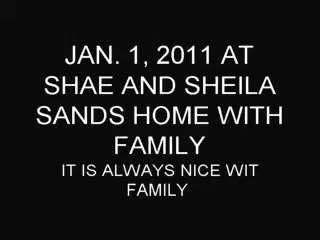 JAN. 1, 2011 AT
SHAE AND SHEILA
SANDS HOME WITH
FAMILY
IT IS ALWAYS NICE WIT
FAMILY